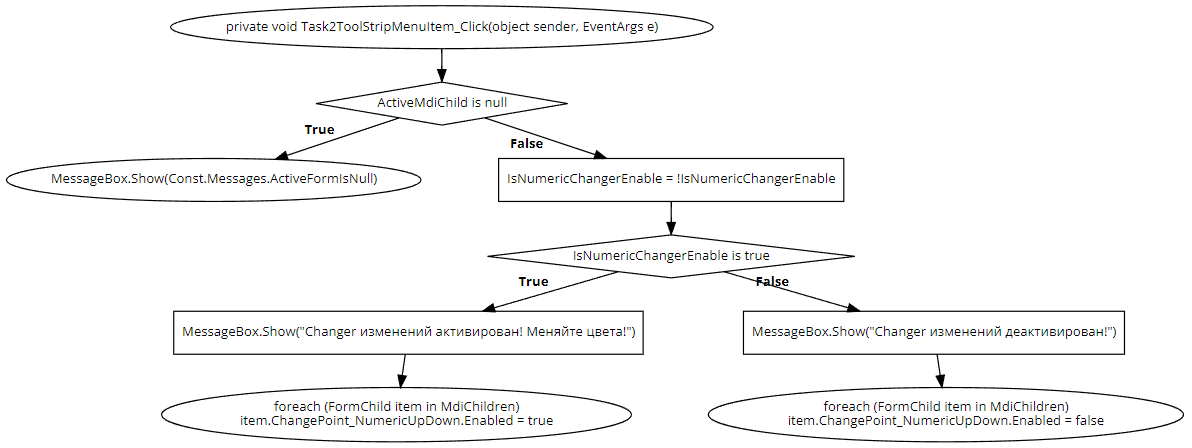 private void Task2ToolStripMenuItem_Click(object sender, EventArgs e)
ActiveMdiChild is null
True
False
MessageBox.Show(Const.Messages.ActiveFormIsNull)
IsNumericChangerEnable = !IsNumericChangerEnable
IsNumericChangerEnable is true
True
False
MessageBox.Show("Changer изменений активирован! Меняйте цвета!")
MessageBox.Show("Changer изменений деактивирован!")
foreach (FormChild item in MdiChildren)
item.ChangePoint_NumericUpDown.Enabled = true
foreach (FormChild item in MdiChildren)
item.ChangePoint_NumericUpDown.Enabled = false